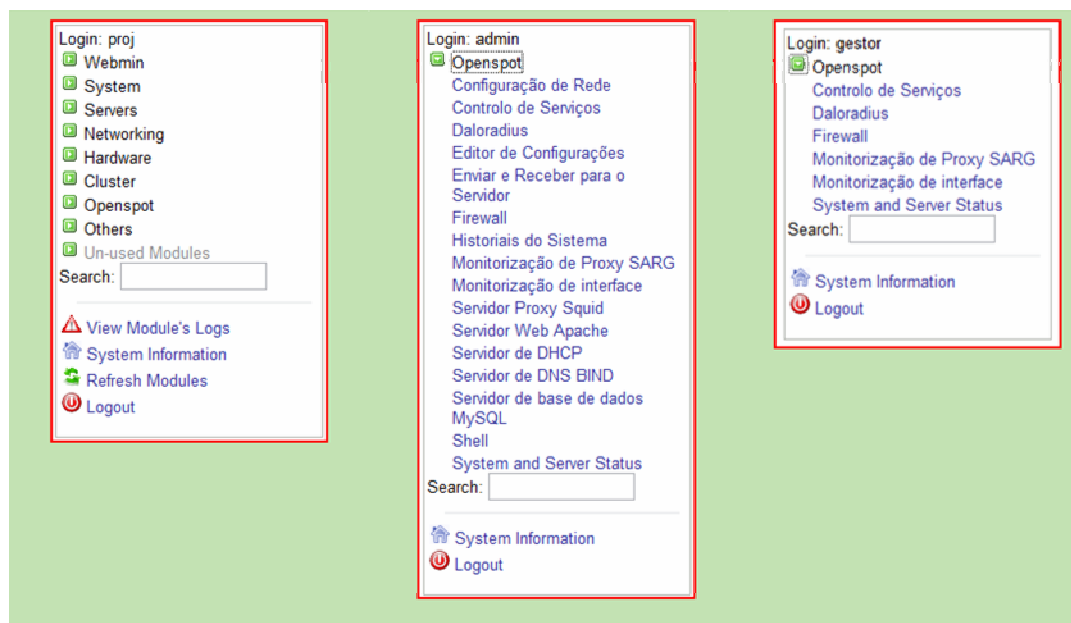 Login: proj
Webmin
System
Servers
Networking
Hardware
Cluster
Openspot
Others
Un-used Modules
Search:
View Module's Logs
System Information
Refresh Modules
Logout
Login: admin
Openspot
Configuração de Rede
Controlo de Serviços
Daloradius
Editor de Configurações
Enviar e Receber para o
Servidor
Firewall
Historiais do Sistema
Monitorização de Proxy SARG
Monitorização de interface
Servidor Proxy Squid
Servidor Web Apache
Servidor de DHCP
Servidor de DNS BIND
Servidor de base de dados
MySQL
Shell
System and Server Status
Search:
System Information
Logout
Login: gestor
Openspot
Controlo de Serviços
Daloradius
Firewall
Monitorização de Proxy SARG
Monitorização de interface
System and Server Status
Search:
System Information
Logout